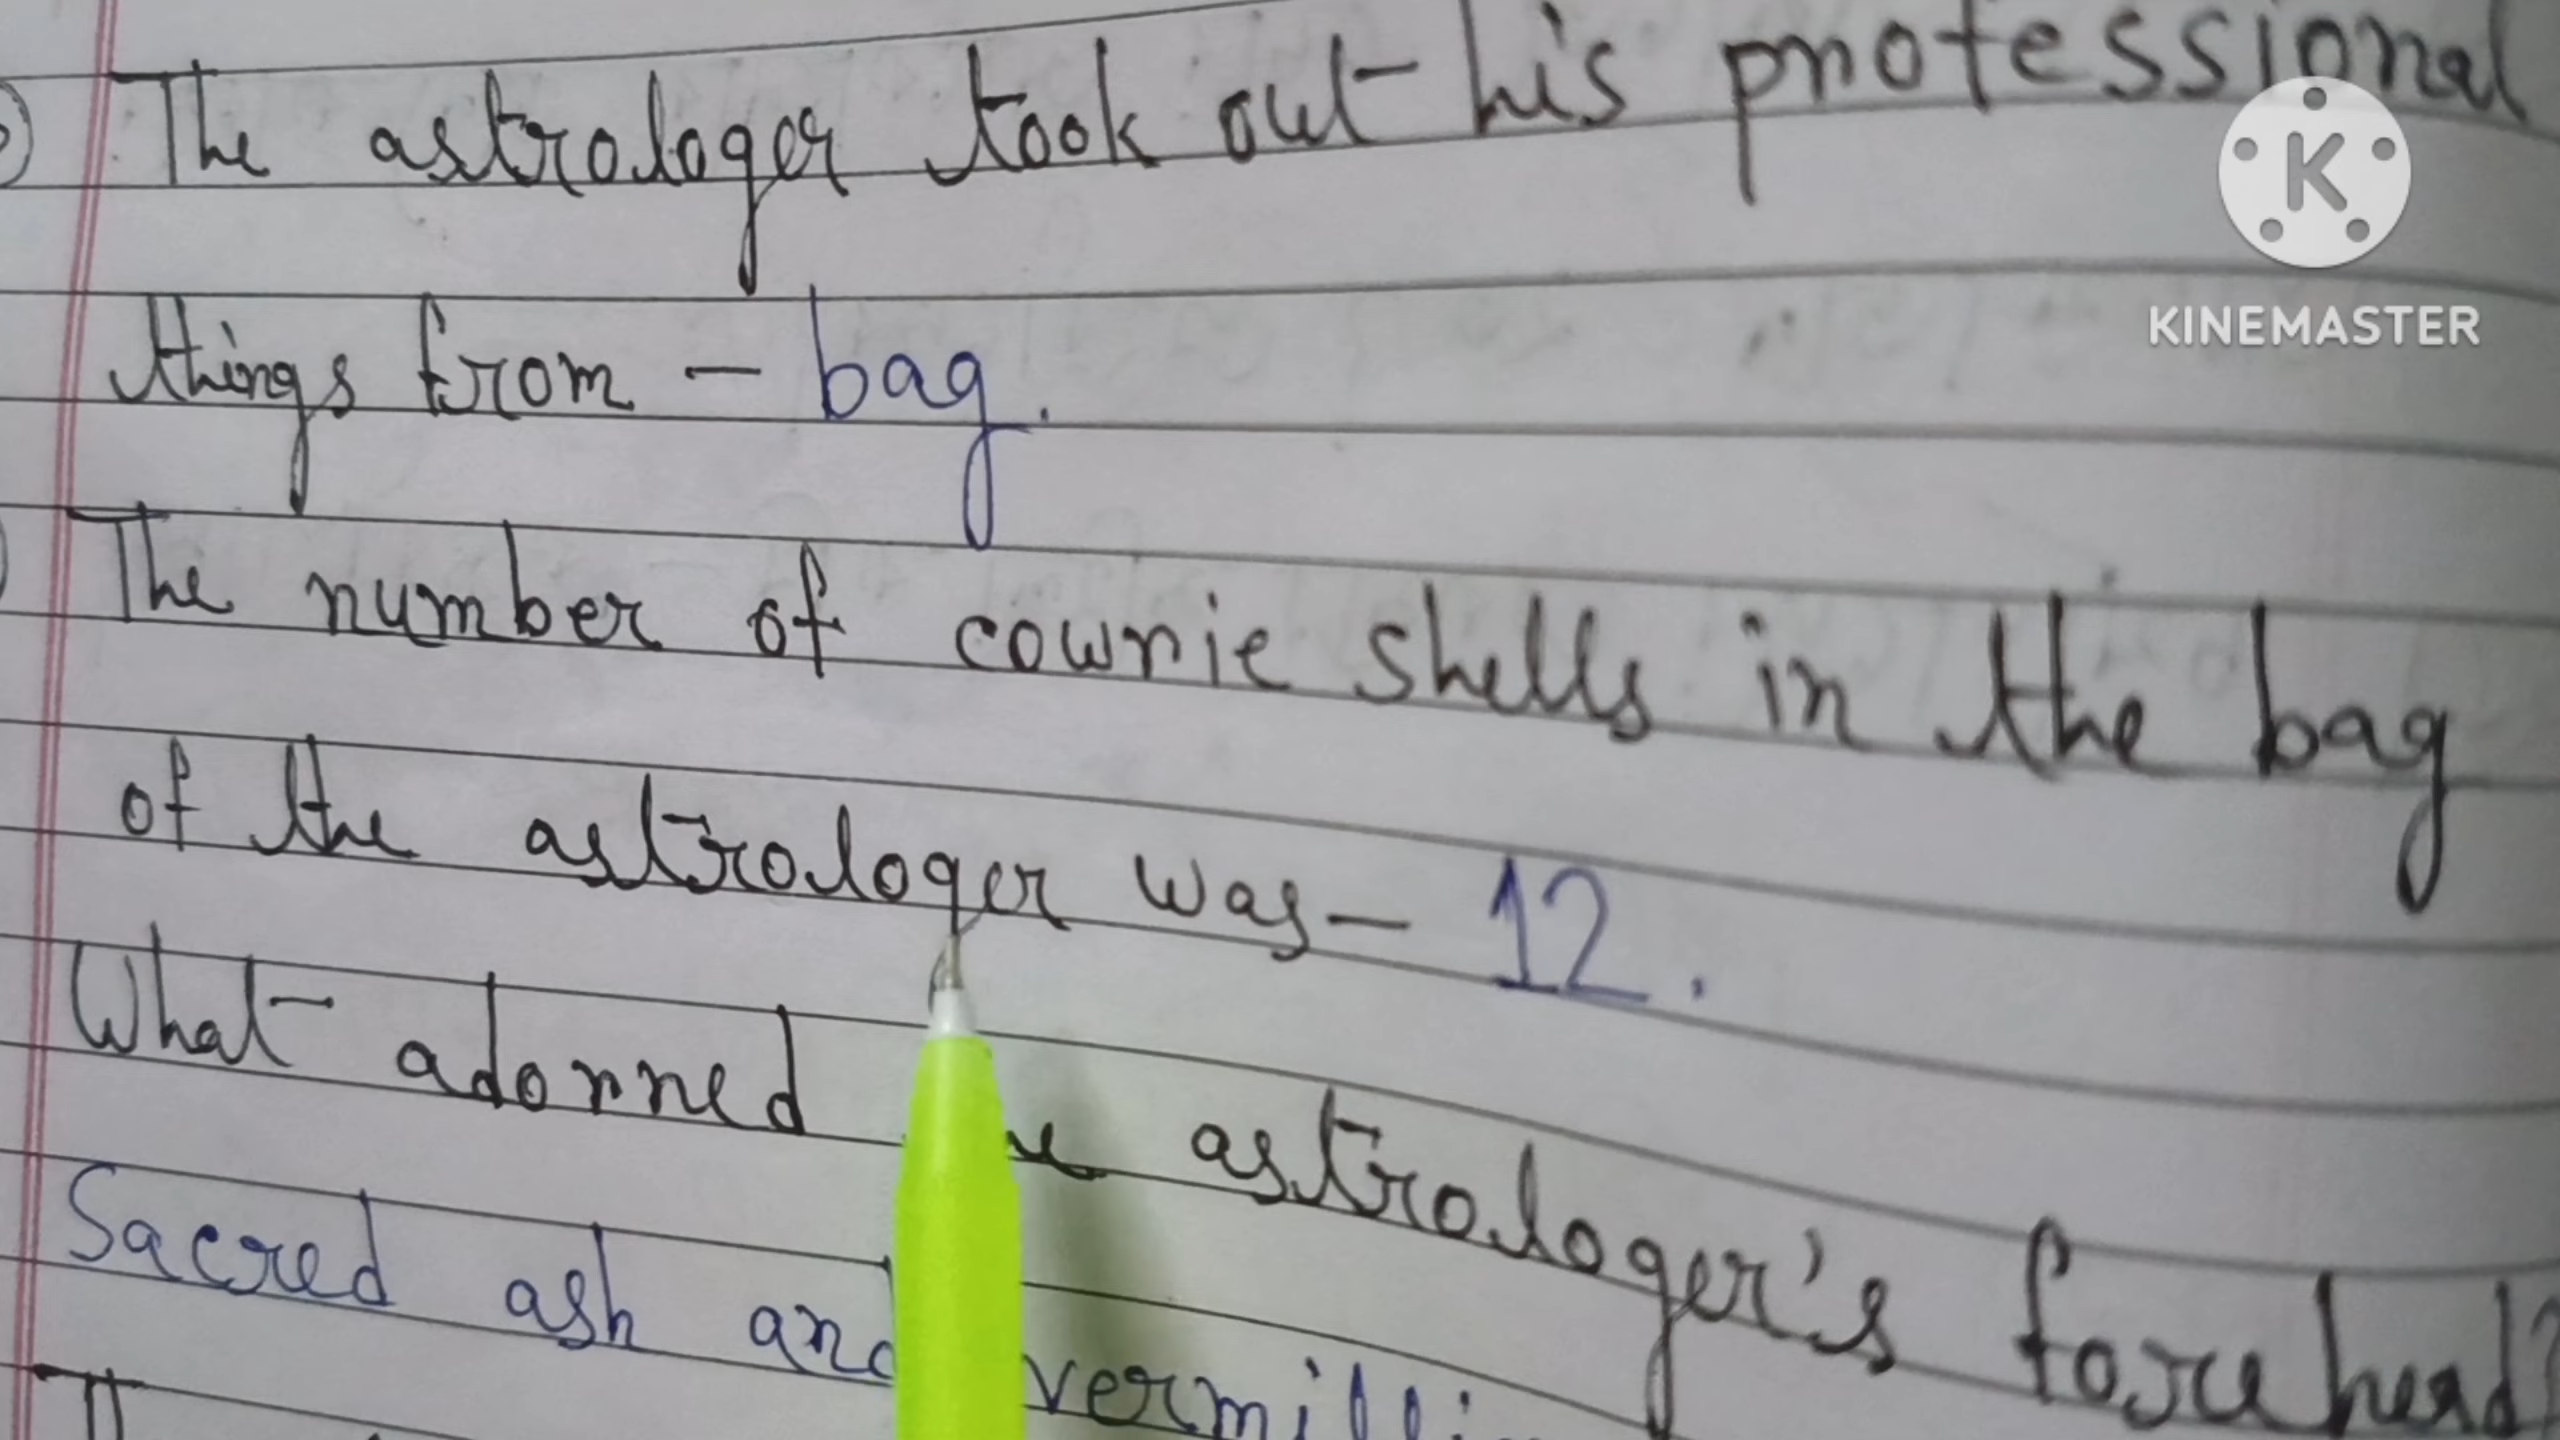 The astrologer took out his professional
K
KINEMASTER
things from - bag.
The number of cowrie shells in the bag
of the astrologer was - 12.
What adorned astrologer's forehead?
Sacred ash and